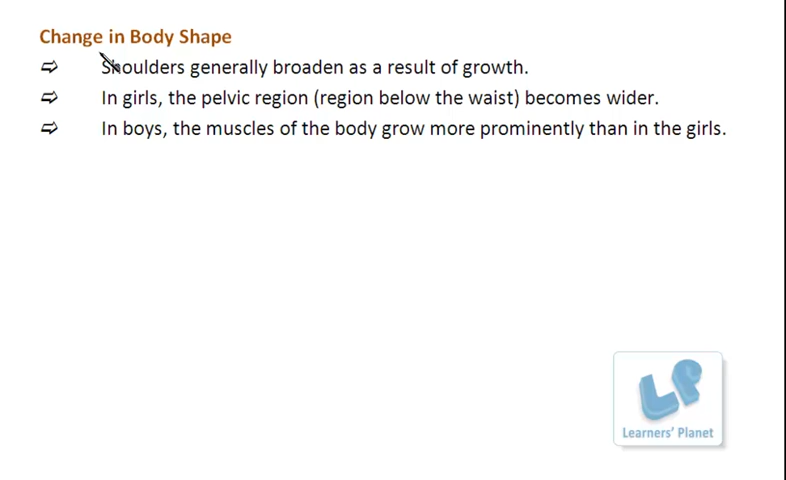 Change in Body Shape
⇨ Shoulders generally broaden as a result of growth.
⇨ In girls, the pelvic region (region below the waist) becomes wider.
⇨ In boys, the muscles of the body grow more prominently than in the girls.
LP
Learners' Planet